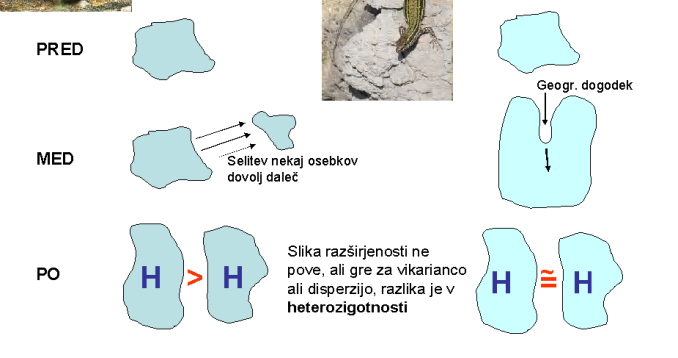 PRED
Geogr. dogodek
MED
Selitev nekaj osebkov
dovolj daleč
PO
H > H
Slika razširjenosti ne
pove, ali gre za vikarianco
ali disperzijo, razlika je v
heterozigotnosti
H ≅ H